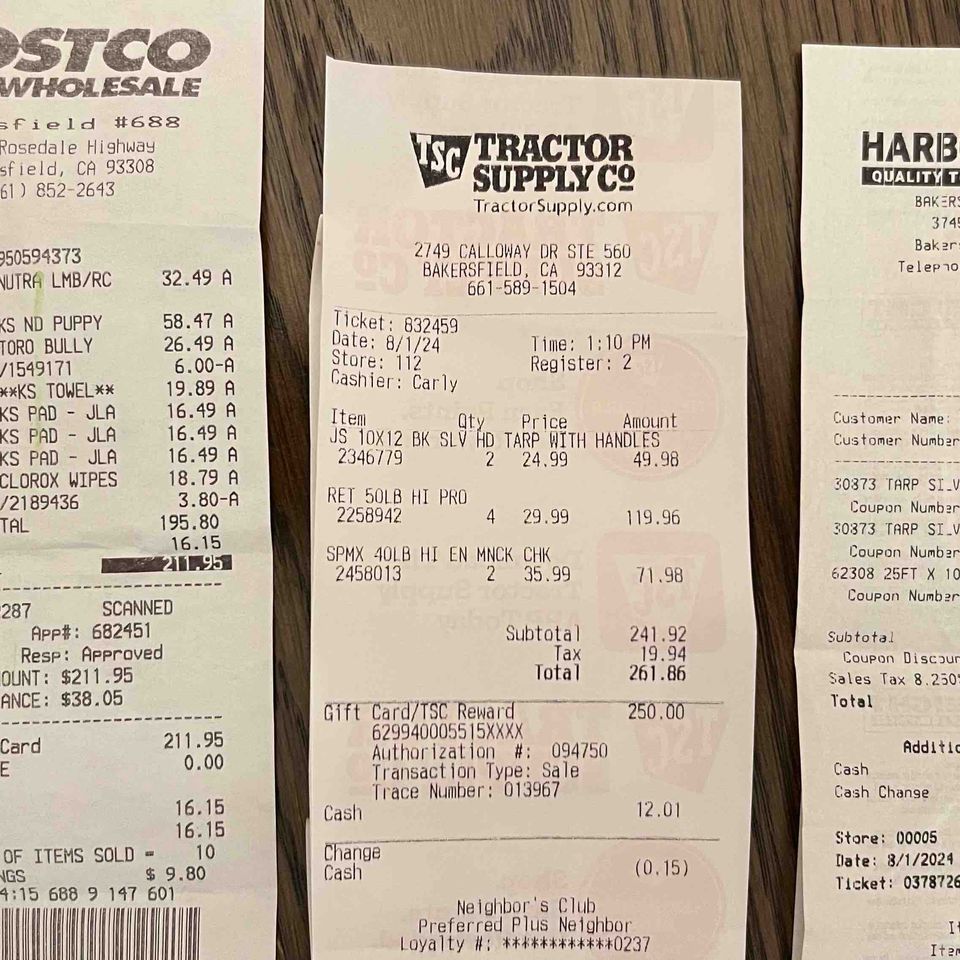 OSTCO
WHOLESALE
sfield #688
Rosedale Highway
sfield, CA 93308
61) 852-2643
950594373
NUTRA LMB/RC 32.49 A
KS ND PUPPY 58.47 A
TORO BULLY 26.49 A
/1549171 6.00-A
**KS TOWEL** 19.89 A
KS PAD - JLA 16.49 A
KS PAD - JLA 16.49 A
KS PAD - JLA 16.49 A
CLOROX WIPES 18.79 A
/2189436 3.80-A
TAL 195.80
16.15
211.95
2287 SCANNED
App#: 682451
Resp: Approved
OUNT: $211.95
ANCE: $38.05
Card 211.95
E 0.00
16.15
16.15
OF ITEMS SOLD = 10
NGS $ 9.80
4:15 688 9 147 601
TSC TRACTOR
SUPPLY CO
TractorSupply.com
2749 CALLOWAY DR STE 560
BAKERSFIELD, CA 93312
661-589-1504
Ticket: 832459
Date: 8/1/24 Time: 1:10 PM
Store: 112 Register: 2
Cashier: Carly
Item Qty Price Amount
JS 10X12 BK SLV HD TARP WITH HANDLES
2346779 2 24.99 49.98
RET 50LB HI PRO
2258942 4 29.99 119.96
SPMX 40LB HI EN MNCK CHK
2458013 2 35.99 71.98
Subtotal 241.92
Tax 19.94
Total 261.86
Gift Card/TSC Reward 250.00
629940005515XXXX
Authorization #: 094750
Transaction Type: Sale
Trace Number: 013967
Cash 12.01
Change
Cash (0.15)
Neighbor's Club
Preferred Plus Neighbor
Loyalty #: ************0237
HARB
QUALITY T
BAKERS
3745
Baker
Telepho
Customer Name:
Customer Number
30873 TARP SILV
Coupon Number
30873 TARP SILV
Coupon Number
62308 25FT X 10
Coupon Number
Subtotal
Coupon Discoun
Sales Tax 8.250%
Total
Additio
Cash
Cash Change
Store: 00005
Date: 8/1/2024
Ticket: 0378726
It
Item